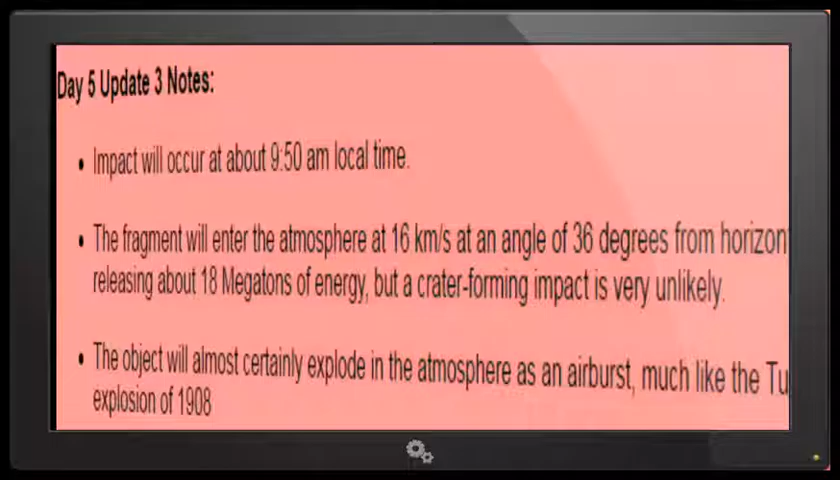 Day 5 Update 3 Notes:
• Impact will occur at about 9:50 am local time.
• The fragment will enter the atmosphere at 16 km/s at an angle of 36 degrees from horizon
releasing about 18 Megatons of energy, but a crater-forming impact is very unlikely.
• The object will almost certainly explode in the atmosphere as an airburst, much like the Tu
explosion of 1908